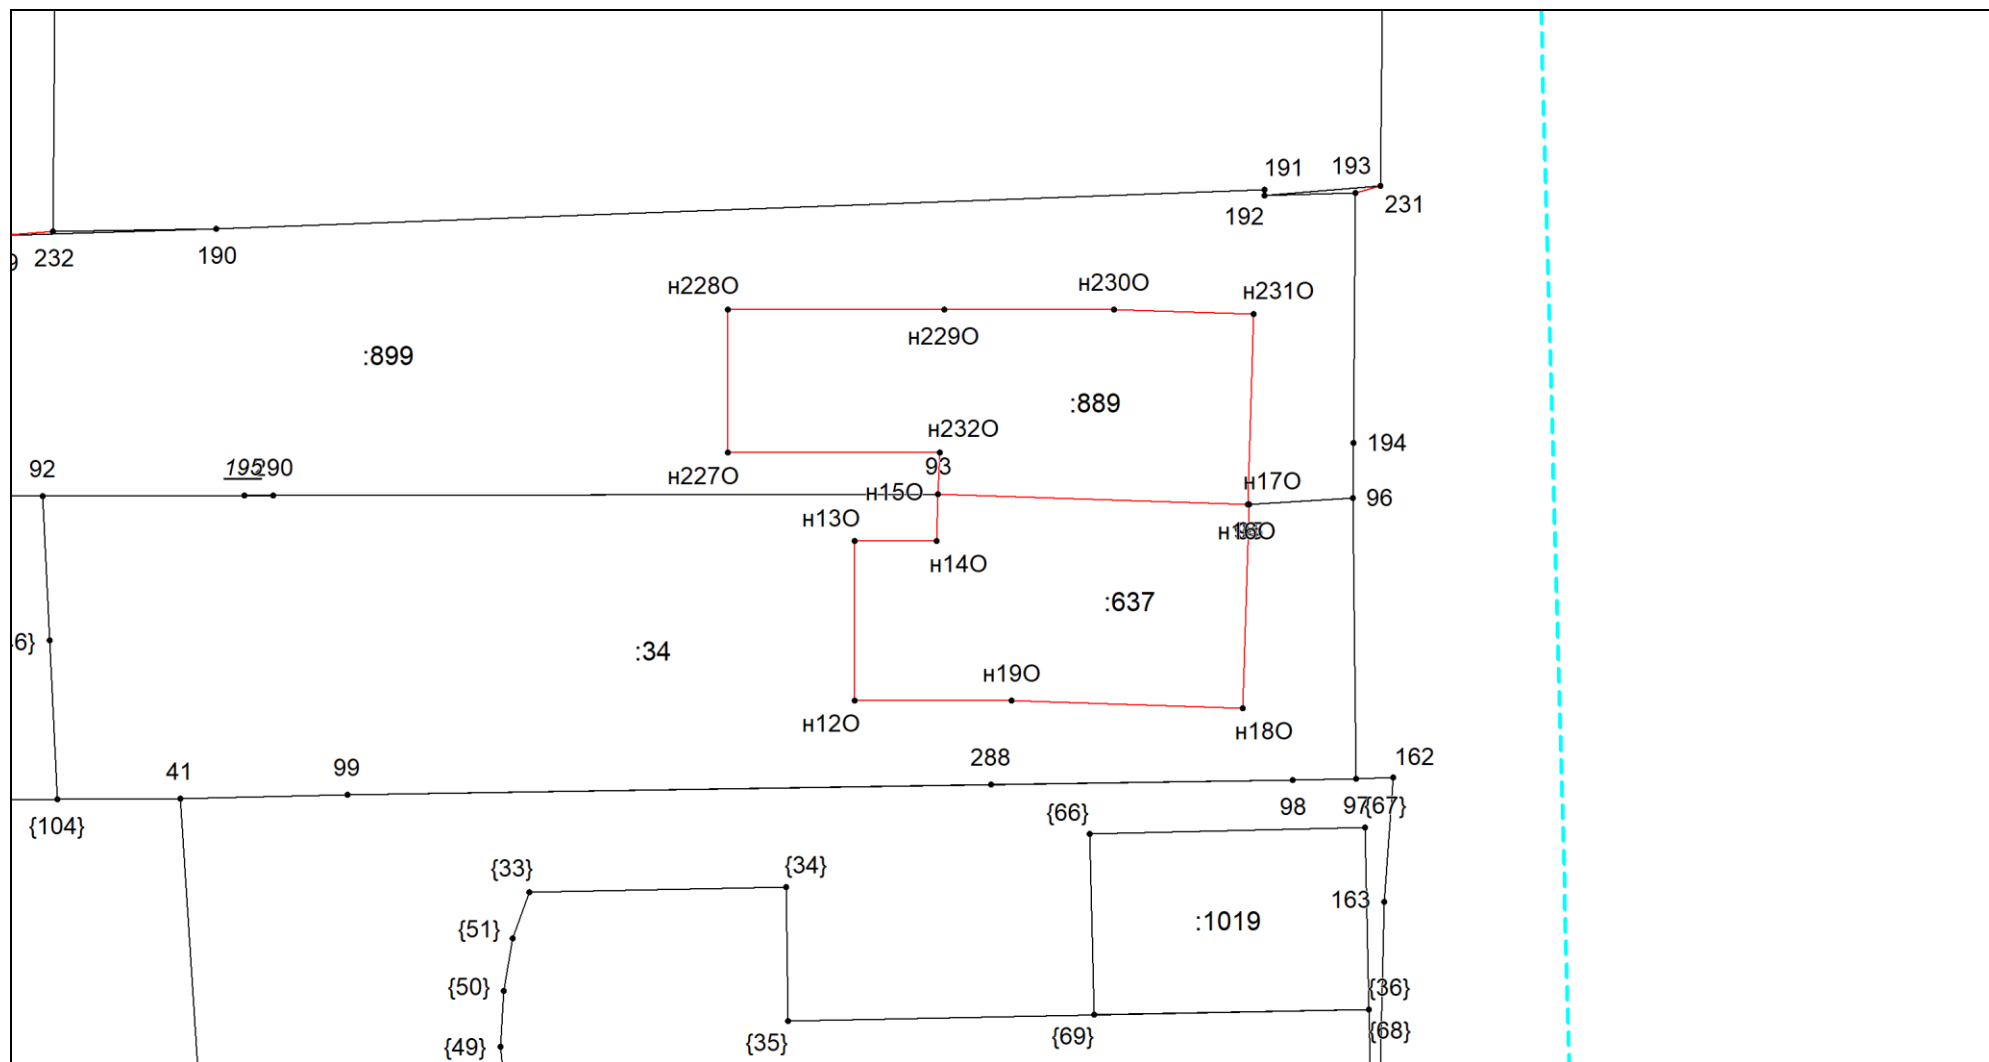 191
193
192
231
232
190
н228О
н230О
н231О
н229О
:899
:889
н232О
194
92
195
290
93
н227О
н15О
н17О
96
н13О
н14О
:637
:34
н19О
н12О
н18О
288
162
41
99
98
97
{67}
{66}
{104}
{33}
{34}
163
{51}
:1019
{50}
{36}
{49}
{35}
{69}
{68}